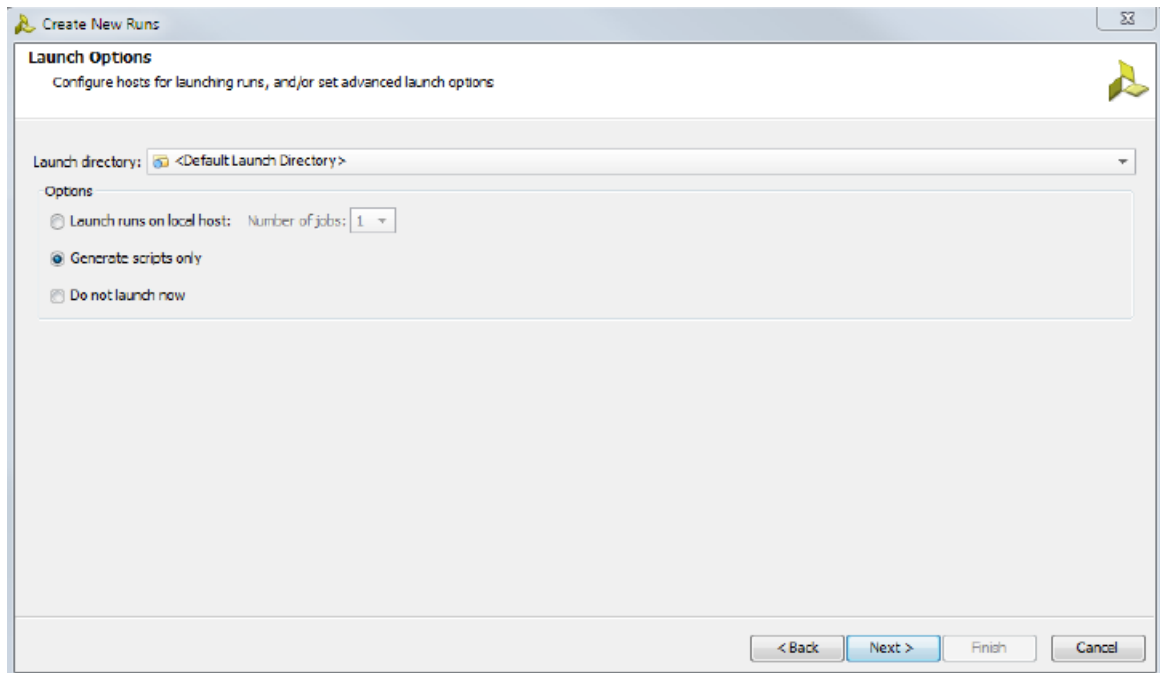 Create New Runs
Launch Options
Configure hosts for launching runs, and/or set advanced launch options
Launch directory: <Default Launch Directory>
Options
Launch runs on local host: Number of jobs: 1
Generate scripts only
Do not launch now
< Back Next > Finish Cancel